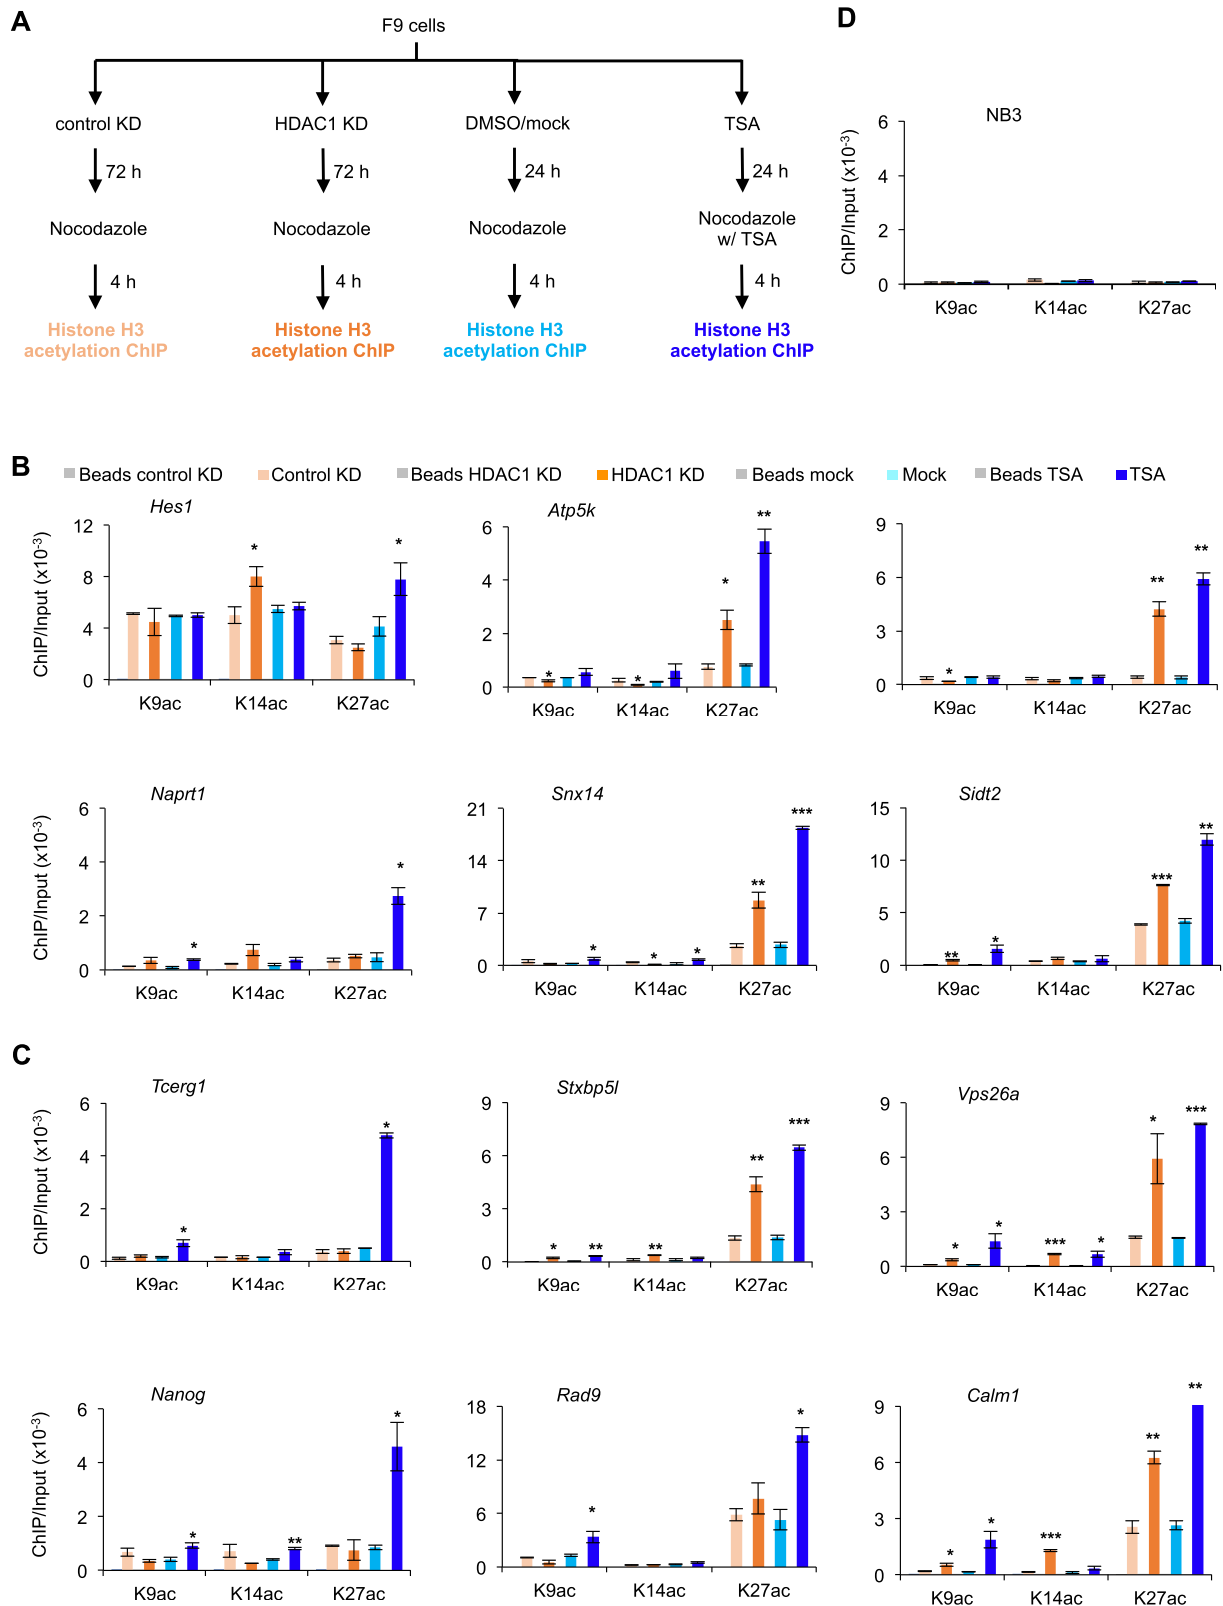 A
F9 cells
control KD
HDAC1 KD
DMSO/mock
TSA
72 h
72 h
24 h
24 h
Nocodazole
Nocodazole
Nocodazole
Nocodazole
w/ TSA
4 h
4 h
4 h
4 h
Histone H3
acetylation ChIP
Histone H3
acetylation ChIP
Histone H3
acetylation ChIP
Histone H3
acetylation ChIP
D
NB3
ChIP/Input (x10-3)
6
4
2
0
K9ac
K14ac
K27ac
B
Beads control KD
Control KD
Beads HDAC1 KD
HDAC1 KD
Beads mock
Mock
Beads TSA
TSA
Hes1
ChIP/Input (x10-3)
12
8
4
0
*
*
K9ac
K14ac
K27ac
Atp5k
6
4
2
0
*
*
*
**
K9ac
K14ac
K27ac
9
6
3
0
*
**
**
K9ac
K14ac
K27ac
Naprt1
ChIP/Input (x10-3)
6
4
2
0
*
*
K9ac
K14ac
K27ac
Snx14
21
14
7
0
*
*
*
**
***
K9ac
K14ac
K27ac
Sidt2
15
10
5
0
**
*
***
**
K9ac
K14ac
K27ac
C
Tcerg1
ChIP/Input (x10-3)
6
4
2
0
*
*
K9ac
K14ac
K27ac
Stxbp5l
9
6
3
0
*
**
**
**
***
K9ac
K14ac
K27ac
Vps26a
9
6
3
0
*
*
***
*
*
***
K9ac
K14ac
K27ac
Nanog
ChIP/Input (x10-3)
6
4
2
0
*
**
*
K9ac
K14ac
K27ac
Rad9
18
12
6
0
*
*
K9ac
K14ac
K27ac
Calm1
9
6
3
0
*
*
***
**
**
K9ac
K14ac
K27ac